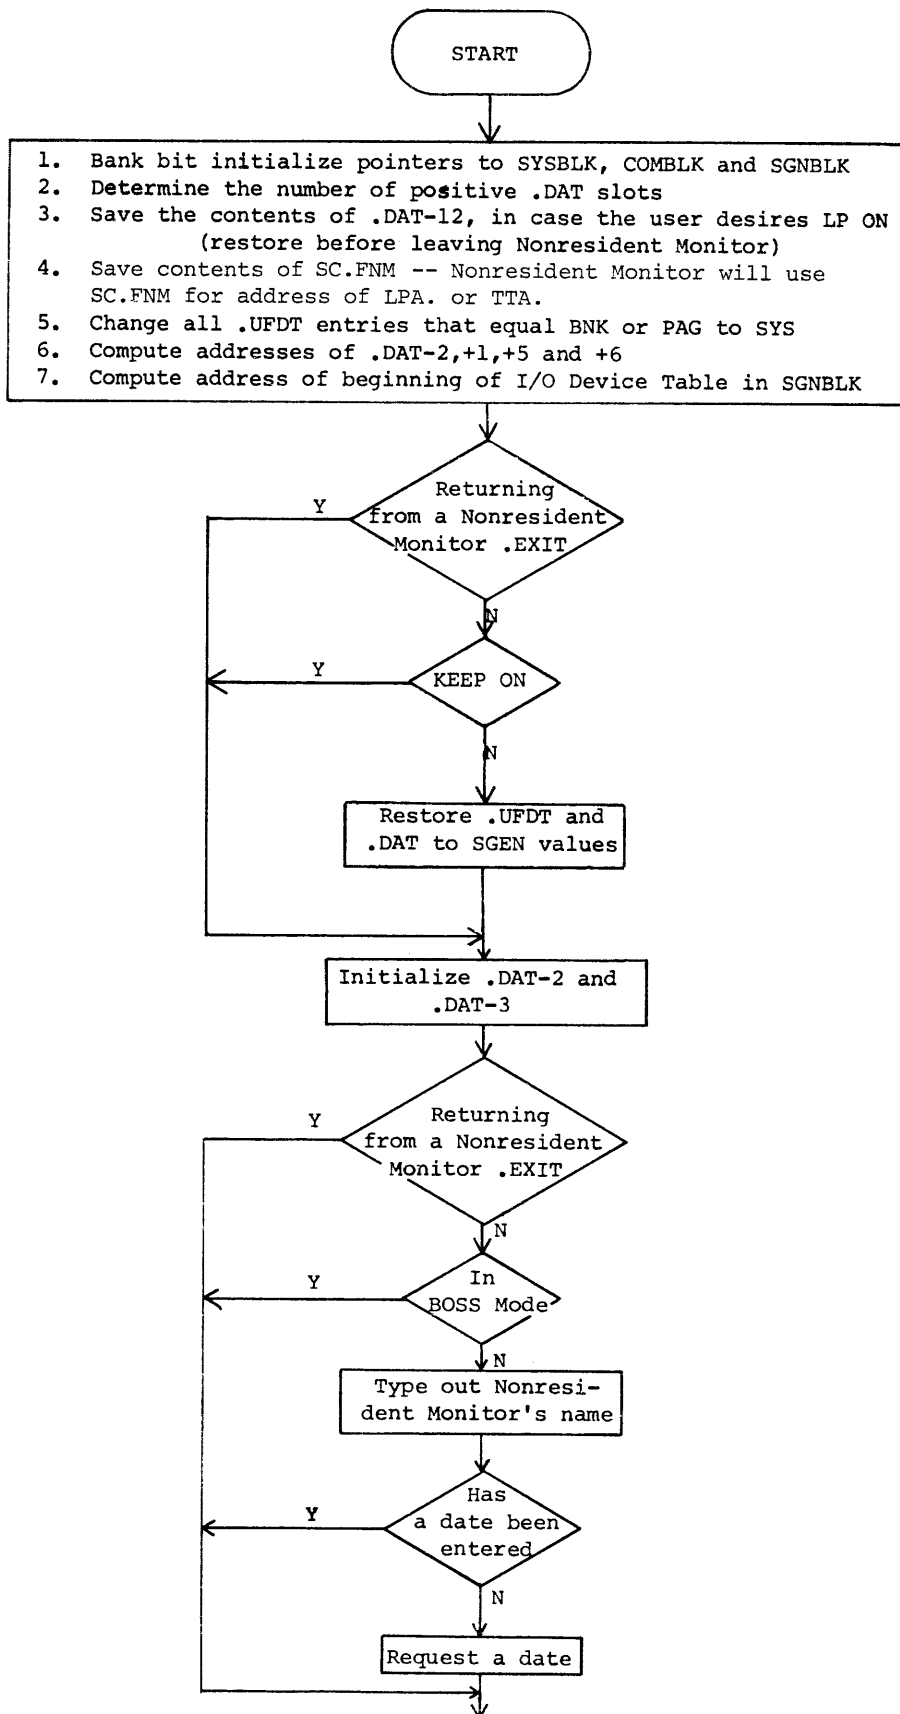 START
1. Bank bit initialize pointers to SYSBLK, COMBLK and SGNBLK
2. Determine the number of positive .DAT slots
3. Save the contents of .DAT-12, in case the user desires LP ON
(restore before leaving Nonresident Monitor)
4. Save contents of SC.FNM -- Nonresident Monitor will use
SC.FNM for address of LPA. or TTA.
5. Change all .UFDT entries that equal BNK or PAG to SYS
6. Compute addresses of .DAT-2,+1,+5 and +6
7. Compute address of beginning of I/O Device Table in SGNBLK
Returning
from a Nonresident
Monitor .EXIT
Y
N
KEEP ON
Y
N
Restore .UFDT and
.DAT to SGEN values
Initialize .DAT-2 and
.DAT-3
Returning
from a Nonresident
Monitor .EXIT
Y
N
In
BOSS Mode
Y
N
Type out Nonresi-
dent Monitor's name
Has
a date been
entered
Y
N
Request a date